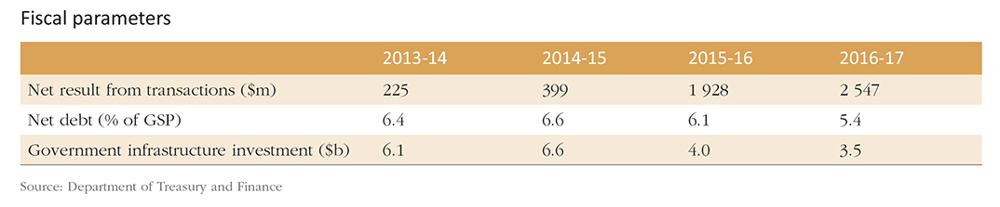 Fiscal parameters
2013-14 2014-15 2015-16 2016-17
Net result from transactions ($m) 225 399 1 928 2 547
Net debt (% of GSP) 6.4 6.6 6.1 5.4
Government infrastructure investment ($b) 6.1 6.6 4.0 3.5
Source: Department of Treasury and Finance